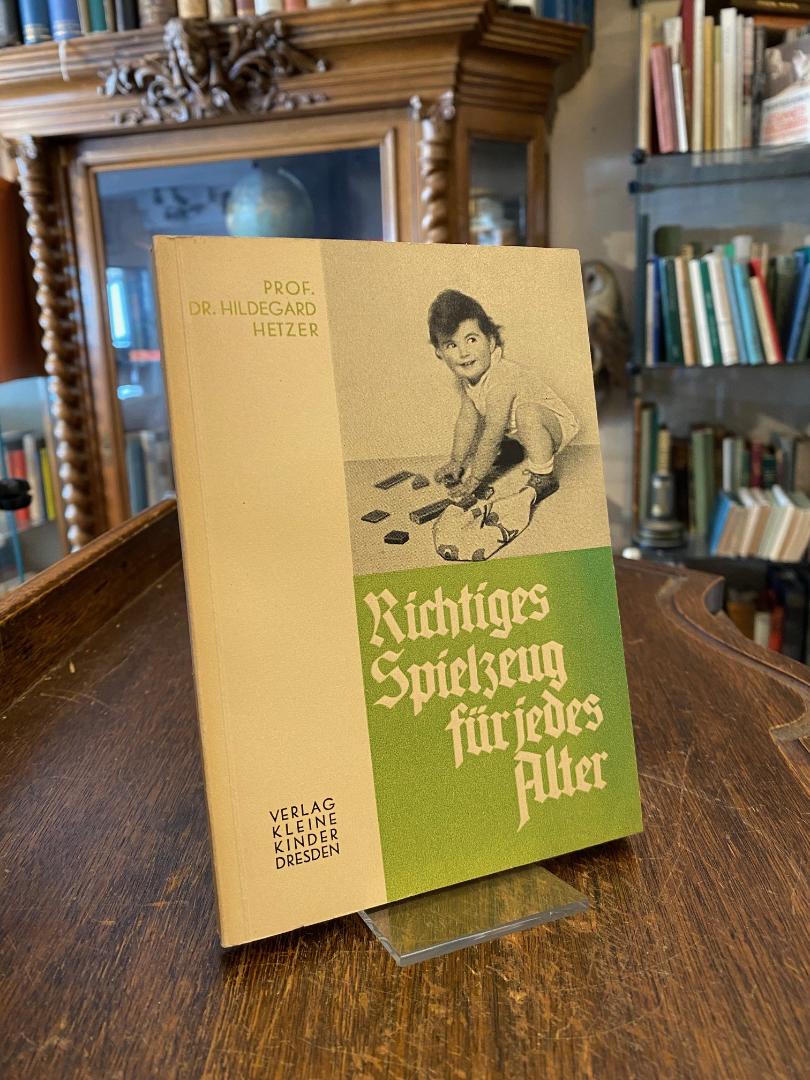 PROF.
DR. HILDEGARD
HETZER
Richtiges
Spielzeug
für jedes
Alter
VERLAG
KLEINE
KINDER
DRESDEN